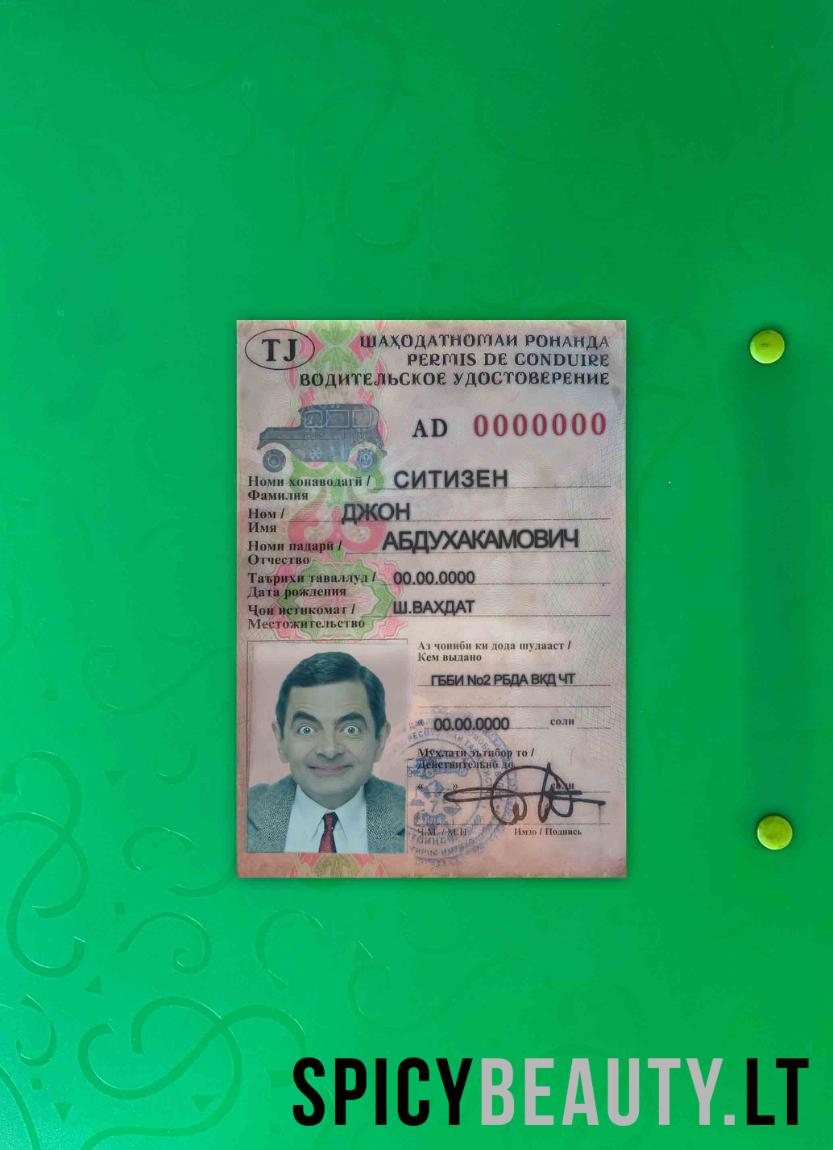 TJ
ШАҲОДАТНОМАИ РОНАНДА
PERMIS DE CONDUIRE
ВОДИТЕЛЬСКОЕ УДОСТОВЕРЕНИЕ
AD 0000000
Номи хонаводагӣ / СИТИЗЕН
Фамилия
Ном / ДЖОН
Имя
Номи падарӣ / АБДУХАКАМОВИЧ
Отчество
Таърихи таваллуд / 00.00.0000
Дата рождения
Ҷои истиқомат / Ш.ВАХДАТ
Местожительство
Аз ҷониби ки дода шудааст /
Кем выдано
ГББИ №2 РБДА ВКД ЧТ
00.00.0000 соли
Мӯҳлати эътибор то /
Действительно до
« » соли
Ҷ.М. / М.П. Имзо / Подпись
SPICYBEAUTY.LT